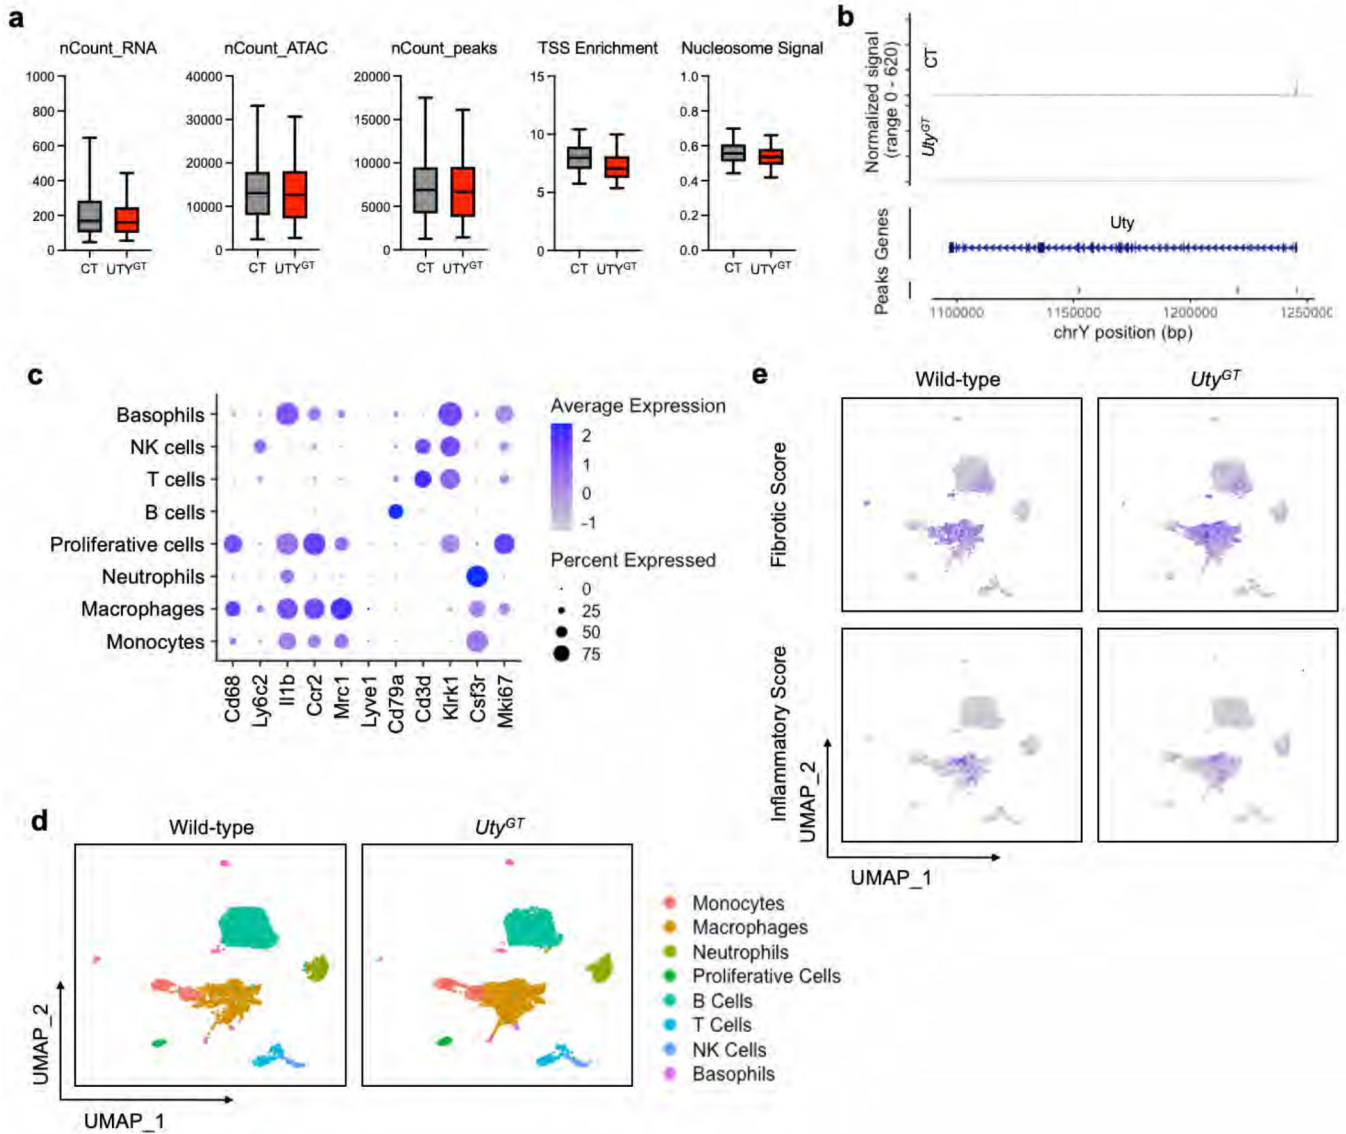 a
nCount_RNA
1000
800
600
400
200
0
CT UTYGT
nCount_ATAC
40000
30000
20000
10000
0
CT UTYGT
nCount_peaks
20000
15000
10000
5000
0
CT UTYGT
TSS Enrichment
15
10
5
0
CT UTYGT
Nucleosome Signal
1.0
0.8
0.6
0.4
0.2
0.0
CT UTYGT
b
Normalized signal
(range 0 - 620)
CT
UtyGT
Genes
Uty
Peaks
1100000 1150000 1200000 1250000
chrY position (bp)
c
Basophils
NK cells
T cells
B cells
Proliferative cells
Neutrophils
Macrophages
Monocytes
Cd68 Ly6c2 Il1b Ccr2 Mrc1 Lyve1 Cd79a Cd3d Klrk1 Csf3r Mki67
Average Expression
2
1
0
-1
Percent Expressed
0
25
50
75
e
Wild-type UtyGT
Fibrotic Score
Inflammatory Score
UMAP_2
UMAP_1
d
Wild-type UtyGT
UMAP_2
UMAP_1
Monocytes
Macrophages
Neutrophils
Proliferative Cells
B Cells
T Cells
NK Cells
Basophils